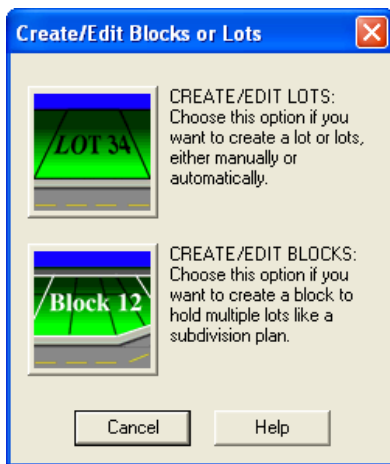 Create/Edit Blocks or Lots
LOT 34
CREATE/EDIT LOTS:
Choose this option if you
want to create a lot or lots,
either manually or
automatically.
Block 12
CREATE/EDIT BLOCKS:
Choose this option if you
want to create a block to
hold multiple lots like a
subdivision plan.
Cancel
Help